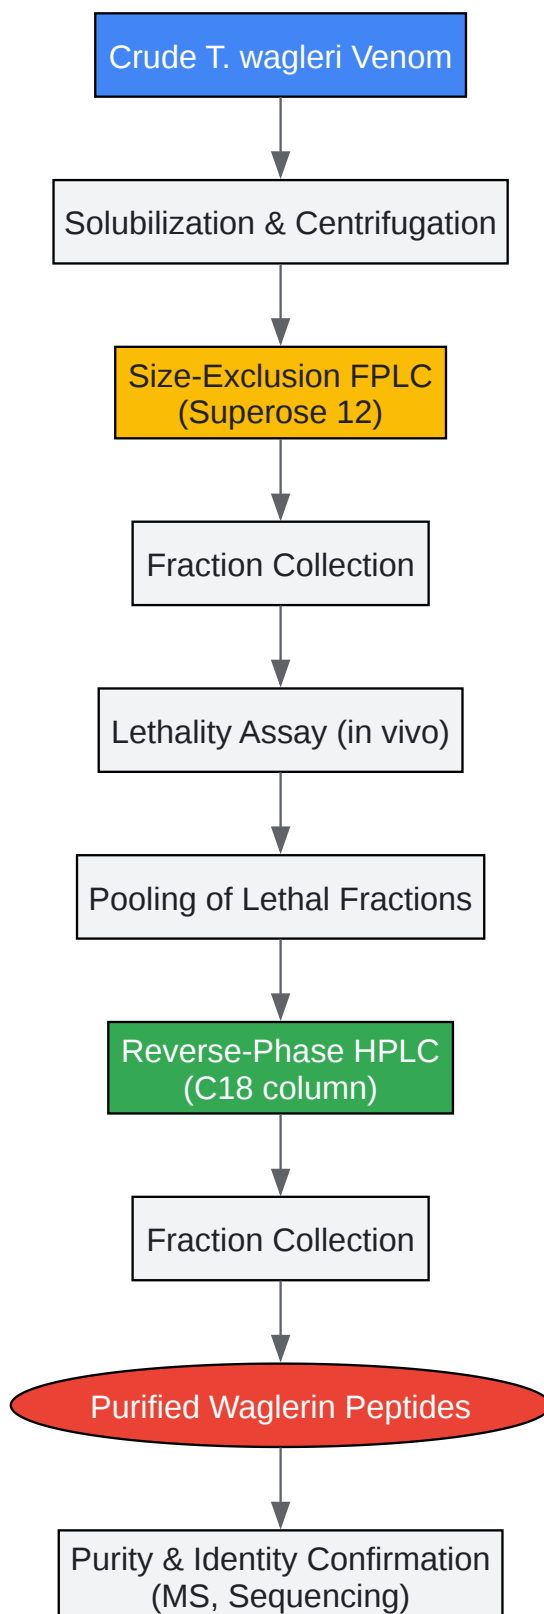 Crude T. wagleri Venom
Solubilization & Centrifugation
Size-Exclusion FPLC
(Superose 12)
Fraction Collection
Lethality Assay (in vivo)
Pooling of Lethal Fractions
Reverse-Phase HPLC
(C18 column)
Fraction Collection
Purified Waglerin Peptides
Purity & Identity Confirmation
(MS, Sequencing)